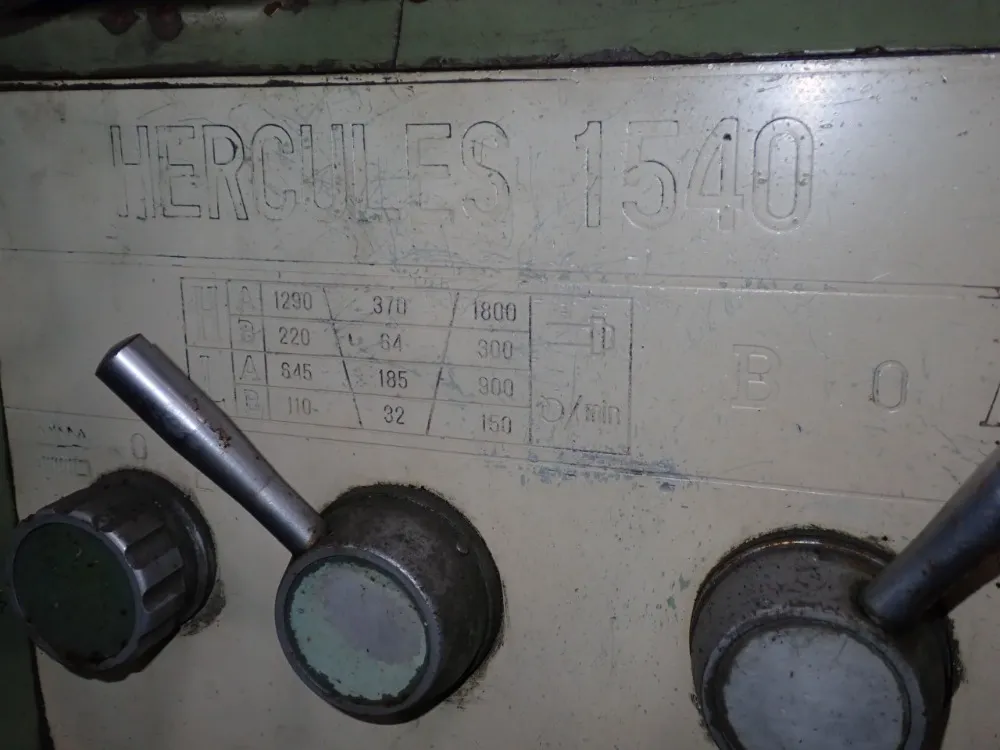 HERCULES 1540
H A 1290 370 1800
B 220 64 300
L A 645 185 900
B 110 32 150
/min
B 0
0